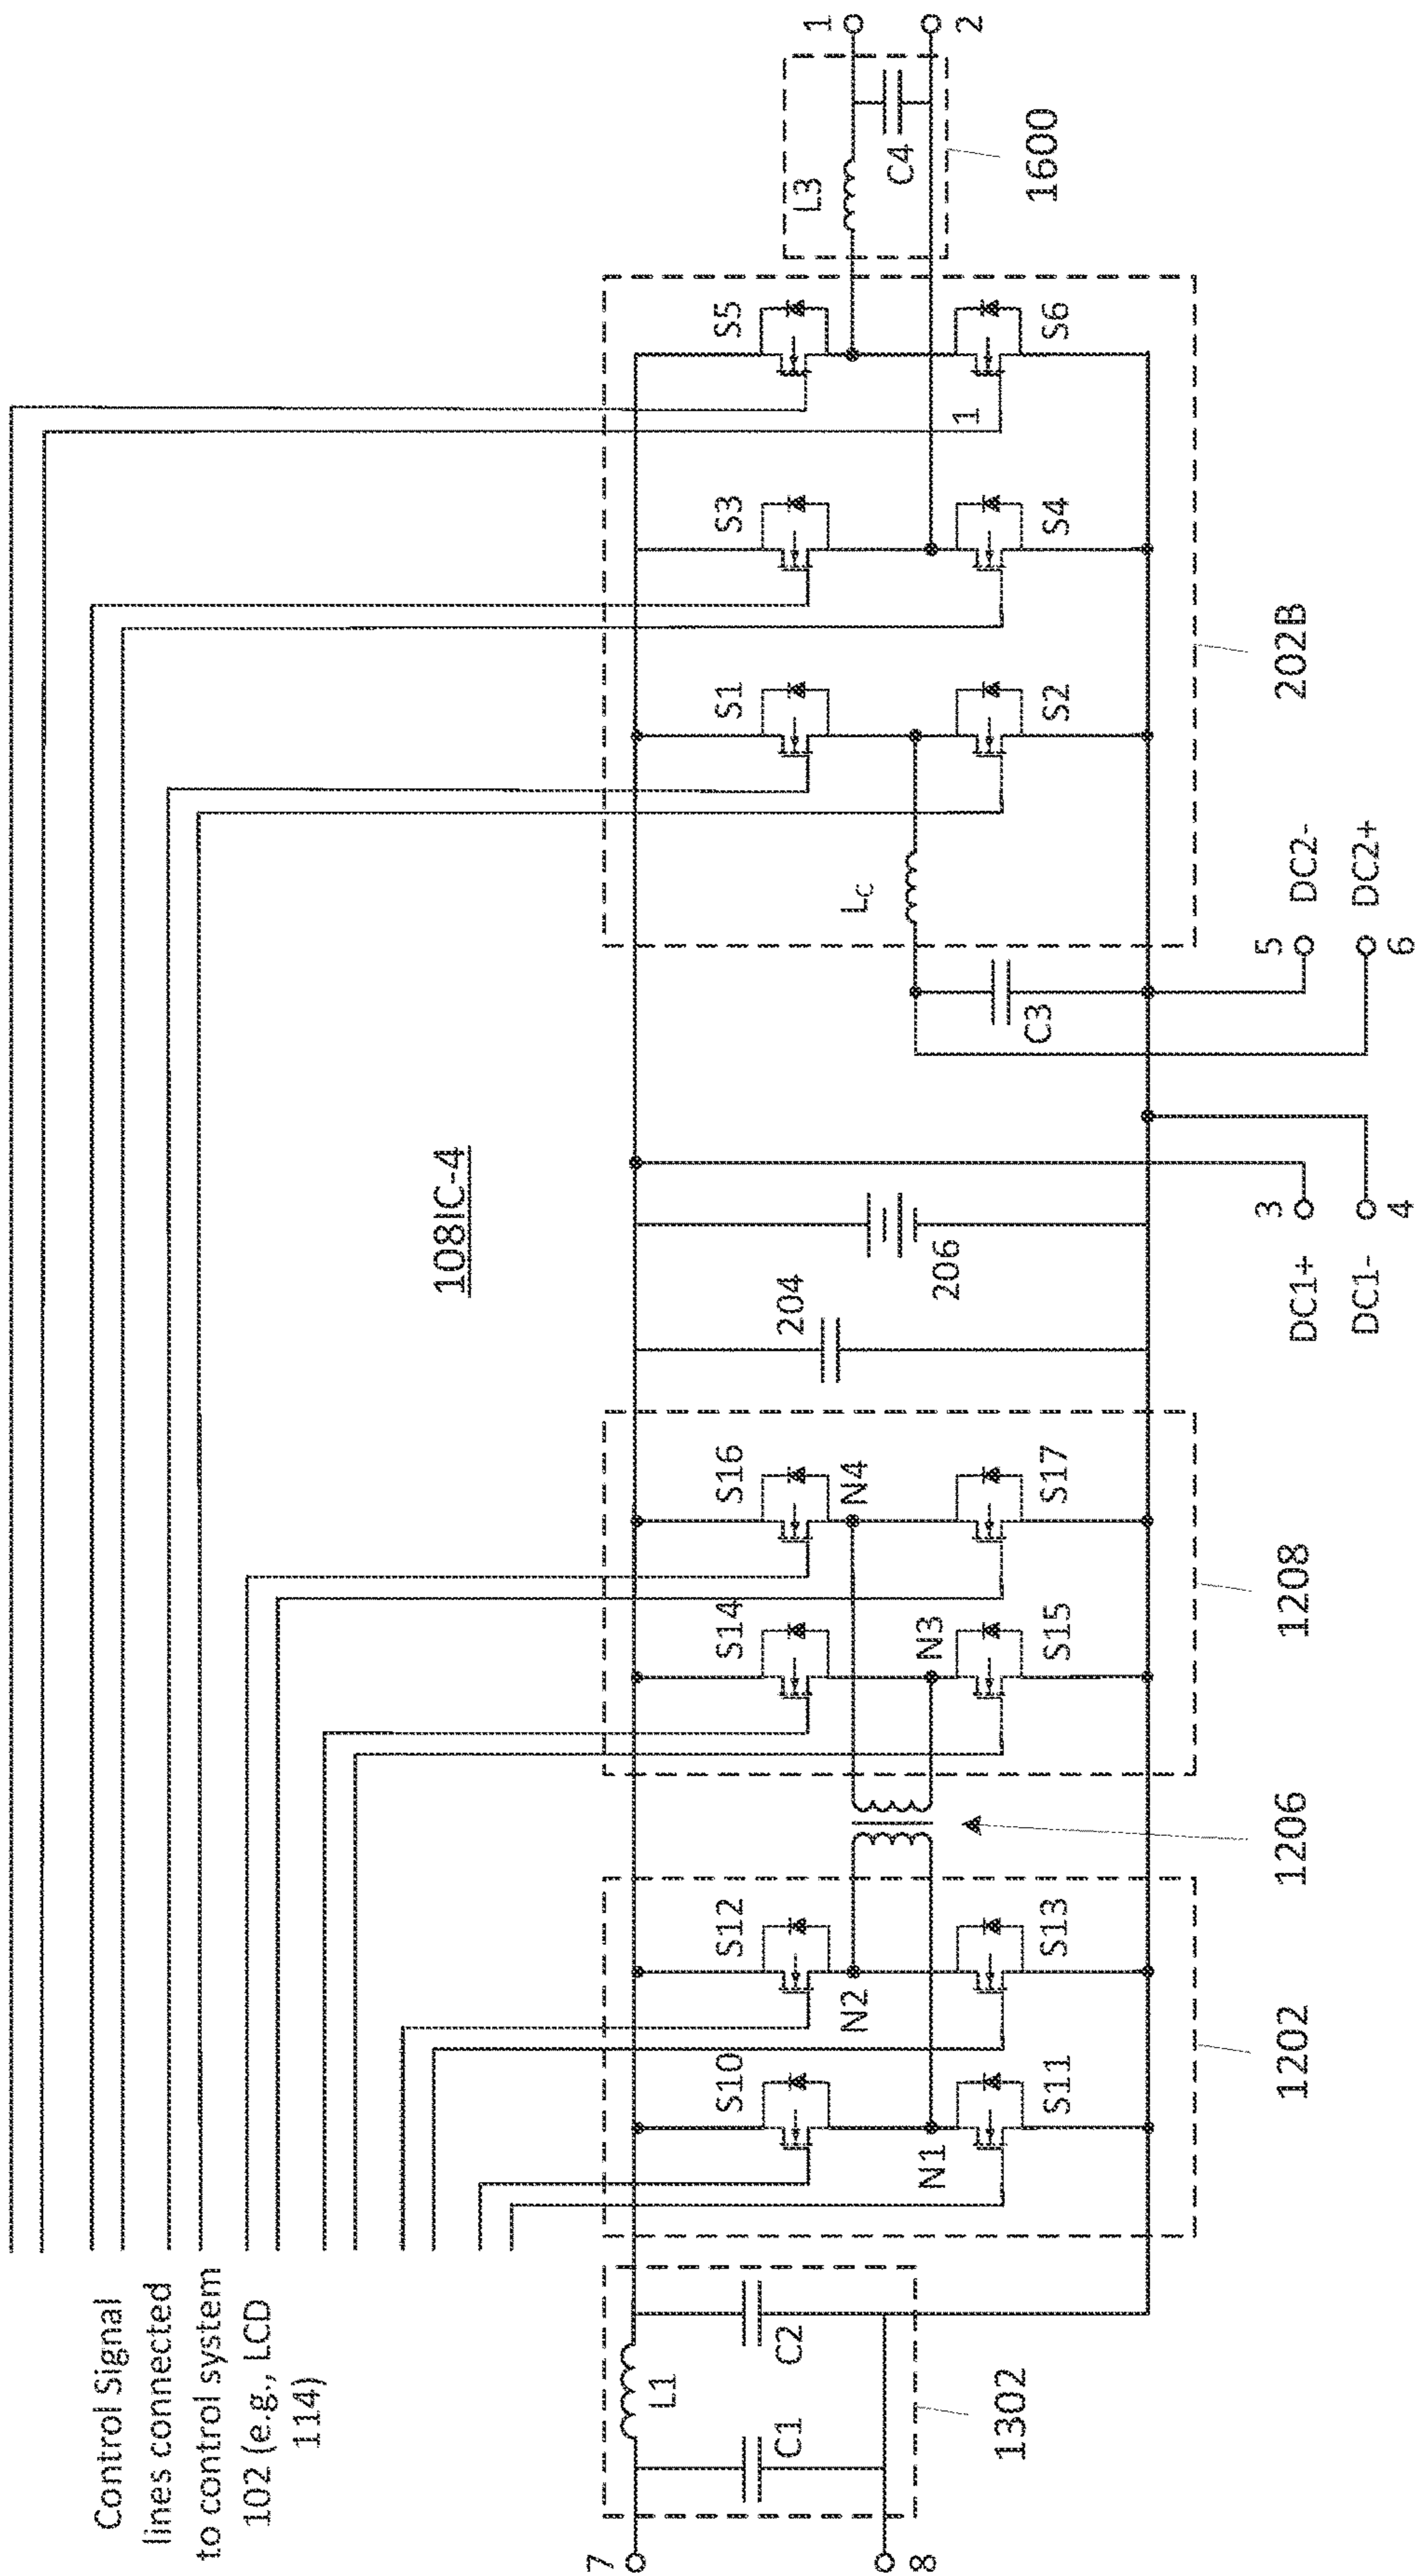 Control Signal
lines connected
to control system
102 (e.g., LCD
114)
108IC-4
7
8
L1
C1
C2
1302
S10
S12
N2
N1
S11
S13
1202
1206
S14
S16
N4
N3
S15
S17
1208
204
206
DC1+
3
DC1-
4
C3
5
DC2-
6
DC2+
LC
S1
S3
S5
S2
S4
1
S6
202B
L3
C4
1600
1
2